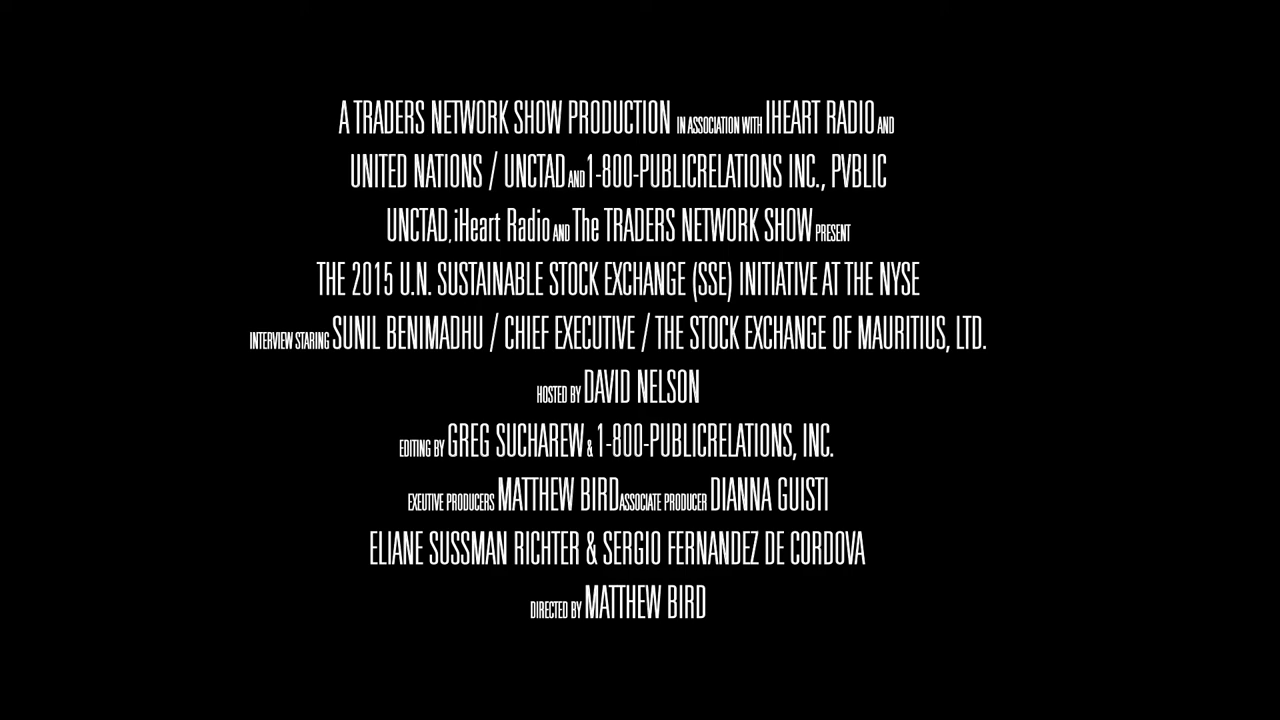 A TRADERS NETWORK SHOW PRODUCTION IN ASSOCIATION WITH IHEART RADIO AND
UNITED NATIONS / UNCTAD AND 1-800-PUBLICRELATIONS INC., PVBLIC
UNCTAD, iHeart Radio AND The TRADERS NETWORK SHOW PRESENT
THE 2015 U.N. SUSTAINABLE STOCK EXCHANGE (SSE) INITIATIVE AT THE NYSE
INTERVIEW STARING SUNIL BENIMADHU / CHIEF EXECUTIVE / THE STOCK EXCHANGE OF MAURITIUS, LTD.
HOSTED BY DAVID NELSON
EDITING BY GREG SUCHAREW & 1-800-PUBLICRELATIONS, INC.
EXEUTIVE PRODUCERS MATTHEW BIRD ASSOCIATE PRODUCER DIANNA GUISTI
ELIANE SUSSMAN RICHTER & SERGIO FERNANDEZ DE CORDOVA
DIRECTED BY MATTHEW BIRD